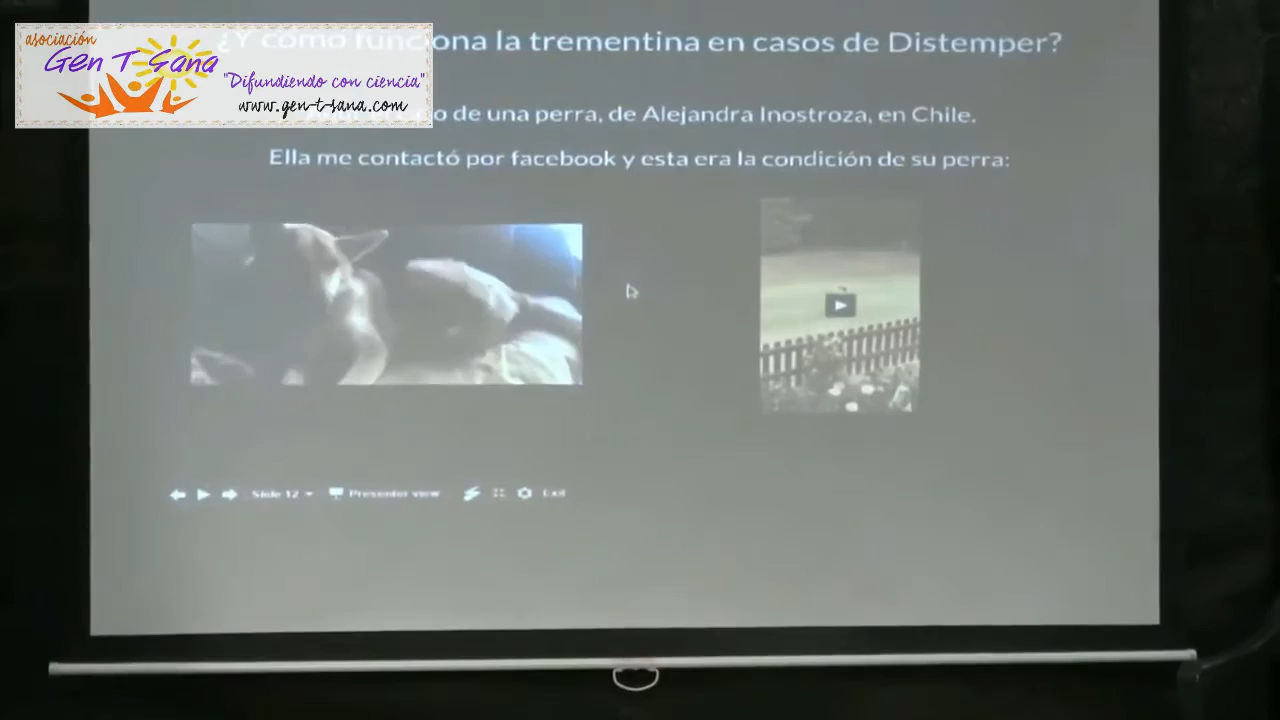 asociación
Gen T Sana
"Difundiendo con ciencia"
www.gen-t-sana.com
¿Y cómo funciona la trementina en casos de Distemper?
de una perra, de Alejandra Inostroza, en Chile.
Ella me contactó por facebook y esta era la condición de su perra:
Slide 12 Presenter view Exit